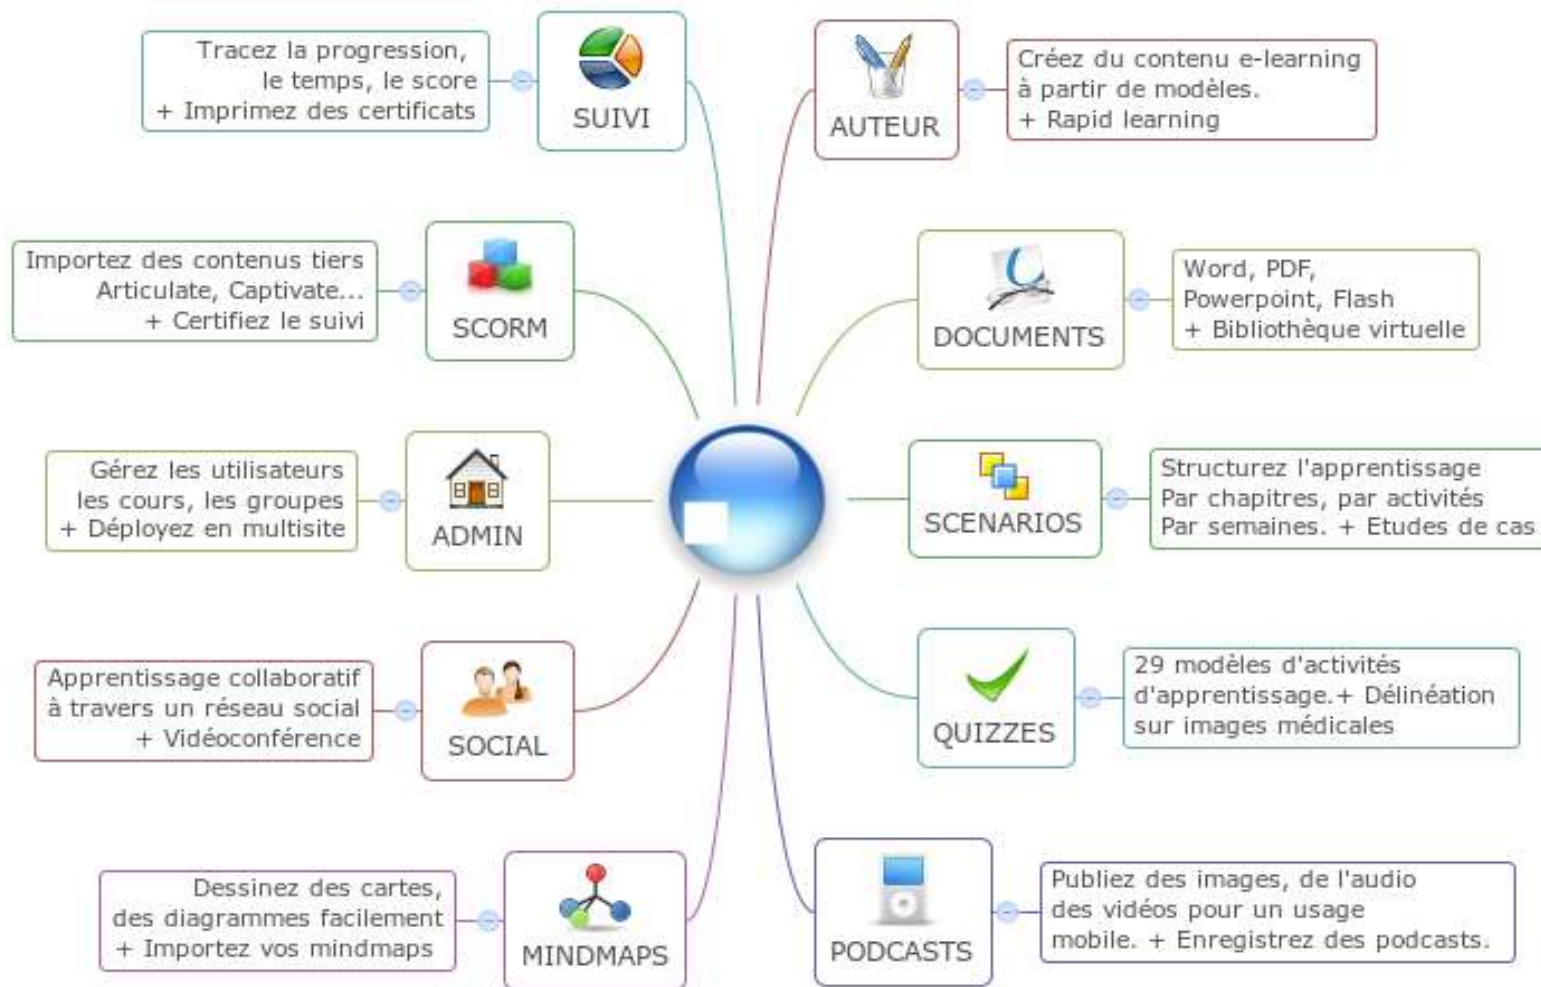 Tracez la progression,
le temps, le score
+ Imprimez des certificats
SUIVI
AUTEUR
Créez du contenu e-learning
à partir de modèles.
+ Rapid learning
Importez des contenus tiers
Articulate, Captivate...
+ Certifiez le suivi
SCORM
DOCUMENTS
Word, PDF,
Powerpoint, Flash
+ Bibliothèque virtuelle
Gérez les utilisateurs
les cours, les groupes
+ Déployez en multisite
ADMIN
SCENARIOS
Structurez l'apprentissage
Par chapitres, par activités
Par semaines. + Etudes de cas
Apprentissage collaboratif
à travers un réseau social
+ Vidéoconférence
SOCIAL
QUIZZES
29 modèles d'activités
d'apprentissage.+ Délinéation
sur images médicales
Dessinez des cartes,
des diagrammes facilement
+ Importez vos mindmaps
MINDMAPS
PODCASTS
Publiez des images, de l'audio
des vidéos pour un usage
mobile. + Enregistrez des podcasts.